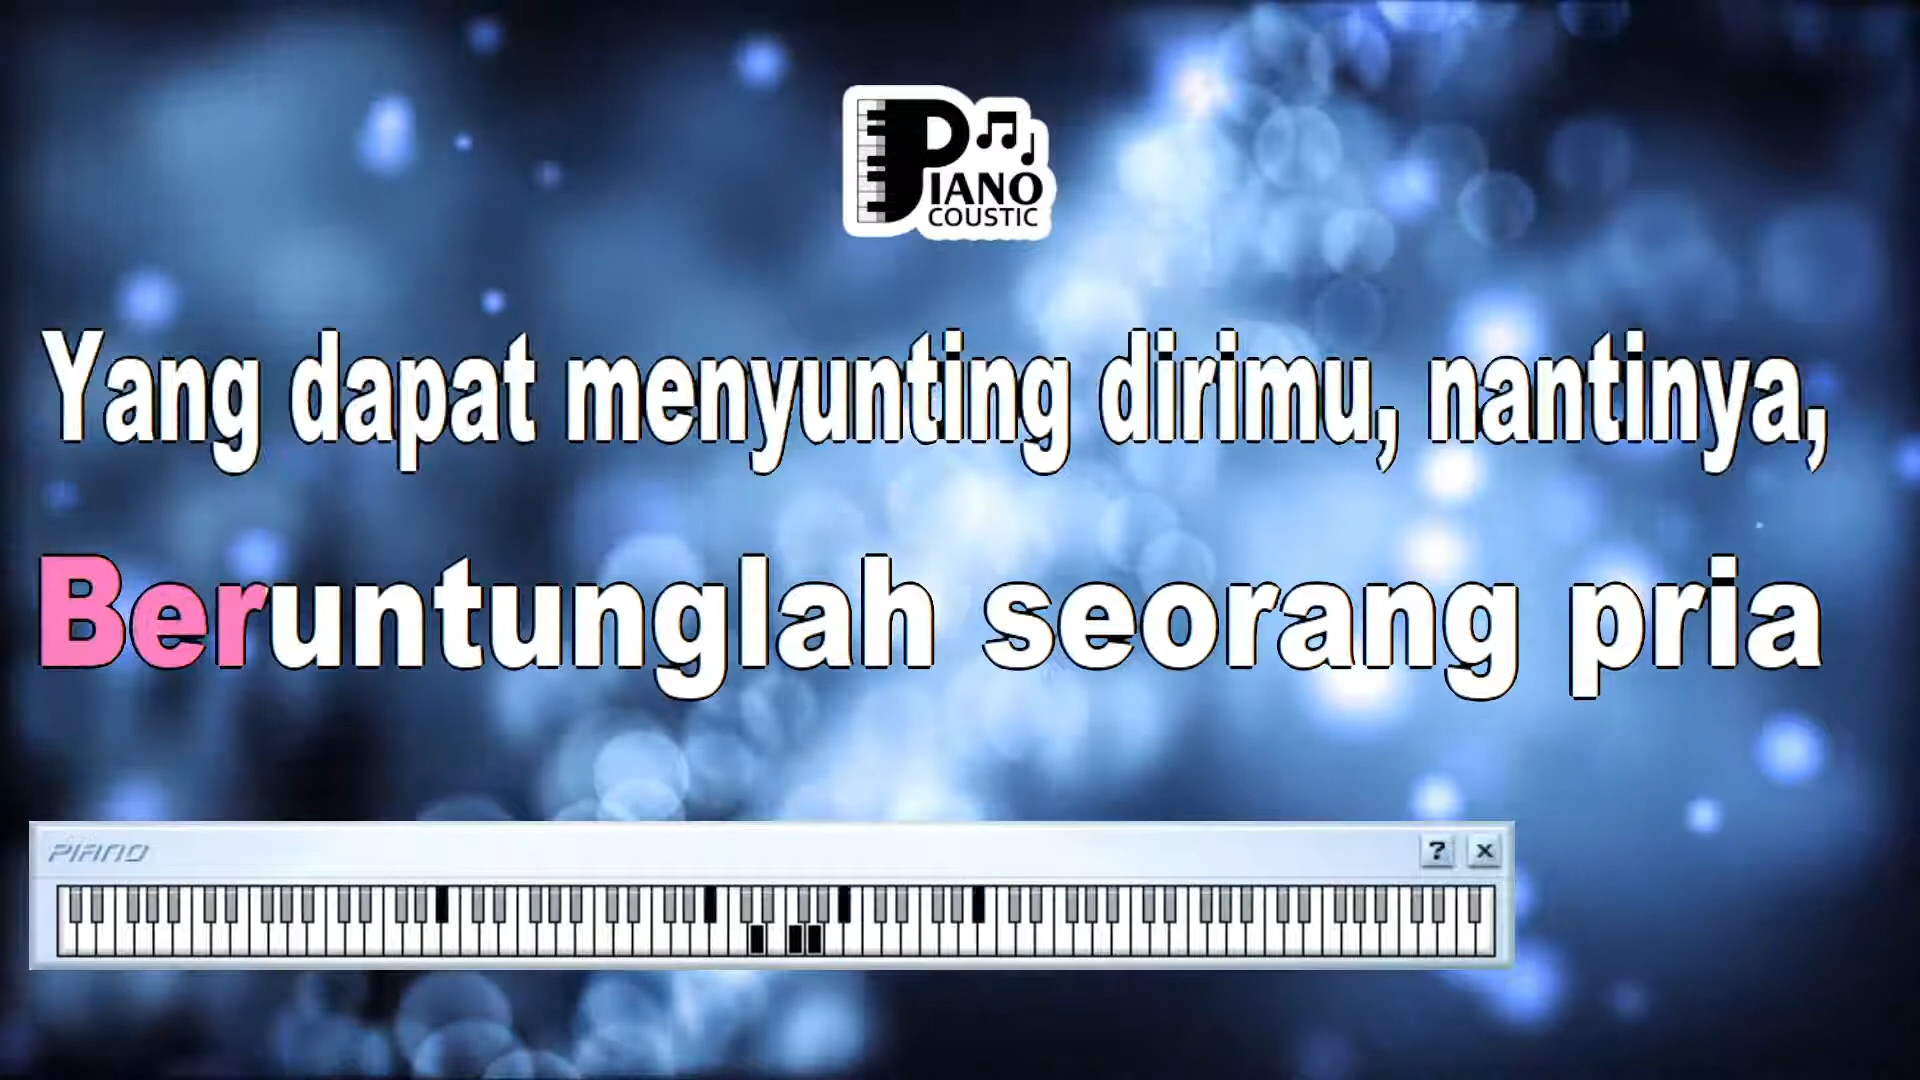 PIANO
COUSTIC
Yang dapat menyunting dirimu, nantinya,
Beruntunglah seorang pria
PIANO
? x